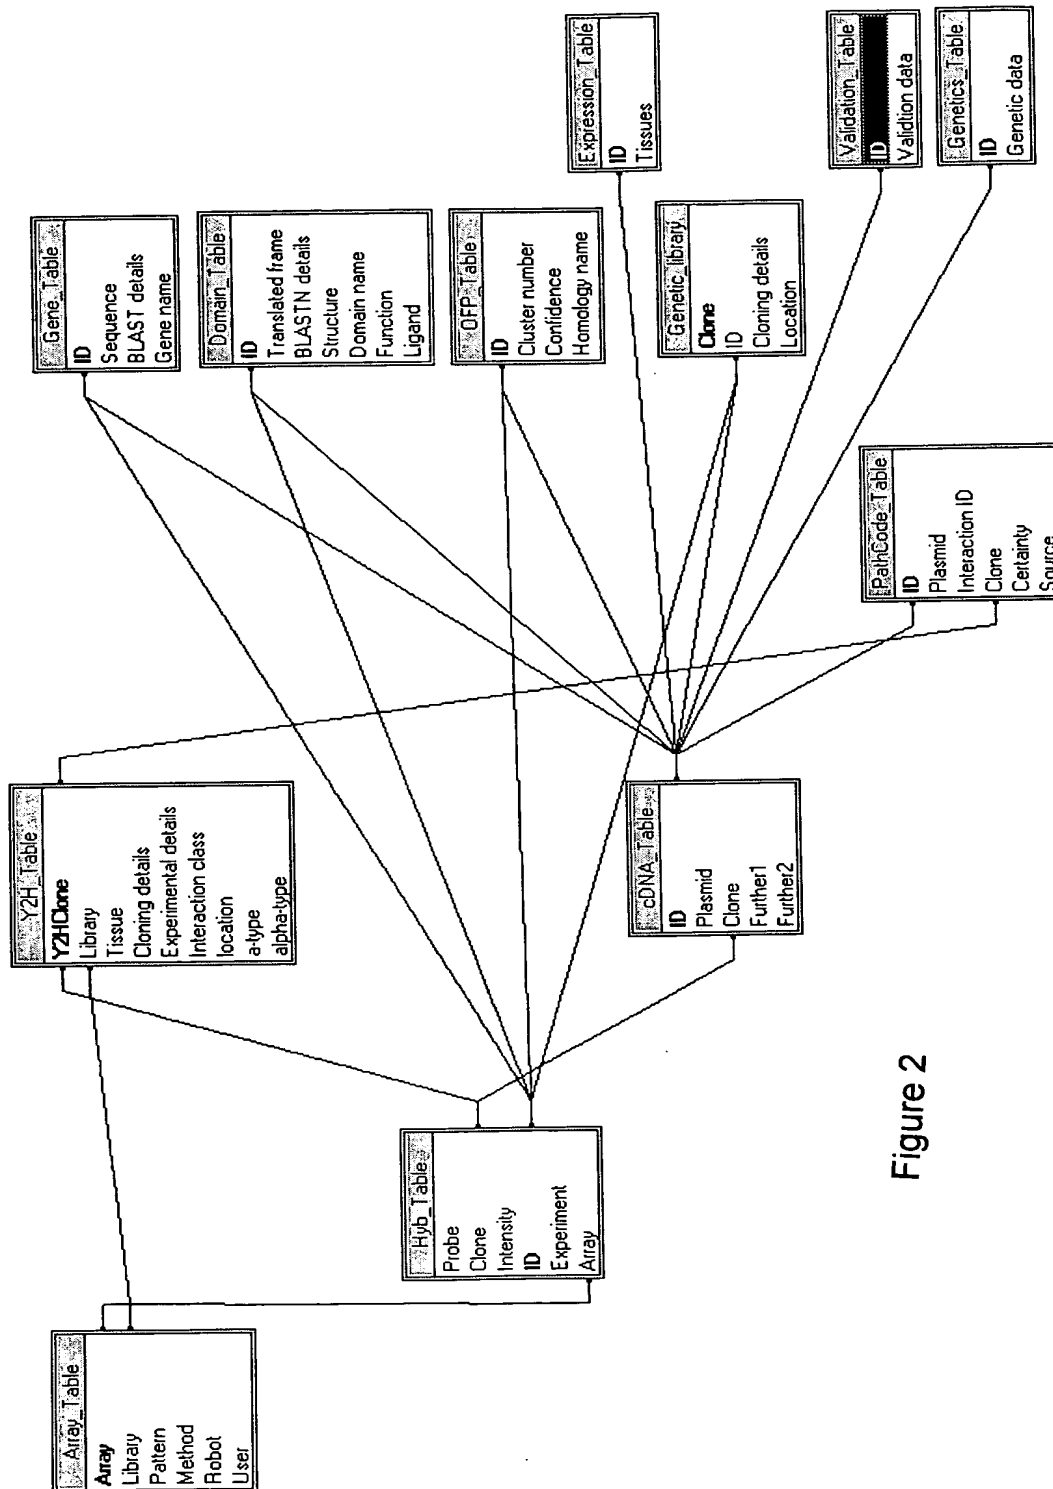 Array_Table
Array
Library
Pattern
Method
Robot
User
Hyb_Table
Probe
Clone
Intensity
ID
Experiment
Array
Y2H_Table
Y2HClone
Library
Tissue
Cloning details
Experimental details
Interaction class
location
a-type
alpha-type
cDNA_Table
ID
Plasmid
Clone
Further1
Further2
Gene_Table
ID
Sequence
BLAST details
Gene name
Domain_Table
ID
Translated frame
BLASTN details
Structure
Domain name
Function
Ligand
OFP_Table
ID
Cluster number
Confidence
Homology name
Genetic_library
Clone
ID
Cloning details
Location
PathCode_Table
ID
Plasmid
Interaction ID
Clone
Certainty
Source
Expression_Table
ID
Tissues
Validation_Table
ID
Validtion data
Genetics_Table
ID
Genetic data
Figure 2